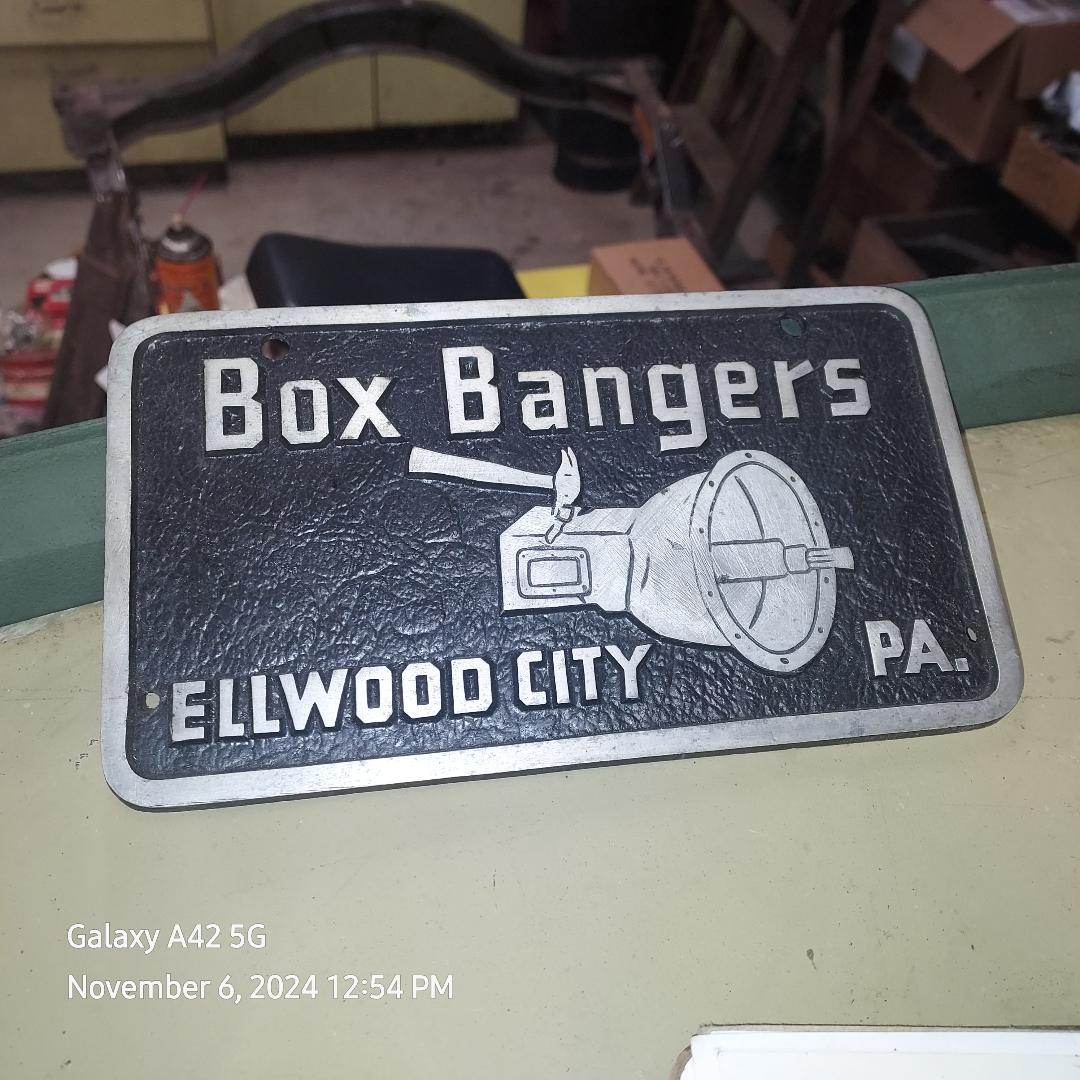 Box Bangers
ELLWOOD CITY
PA.
Galaxy A42 5G
November 6, 2024 12:54 PM